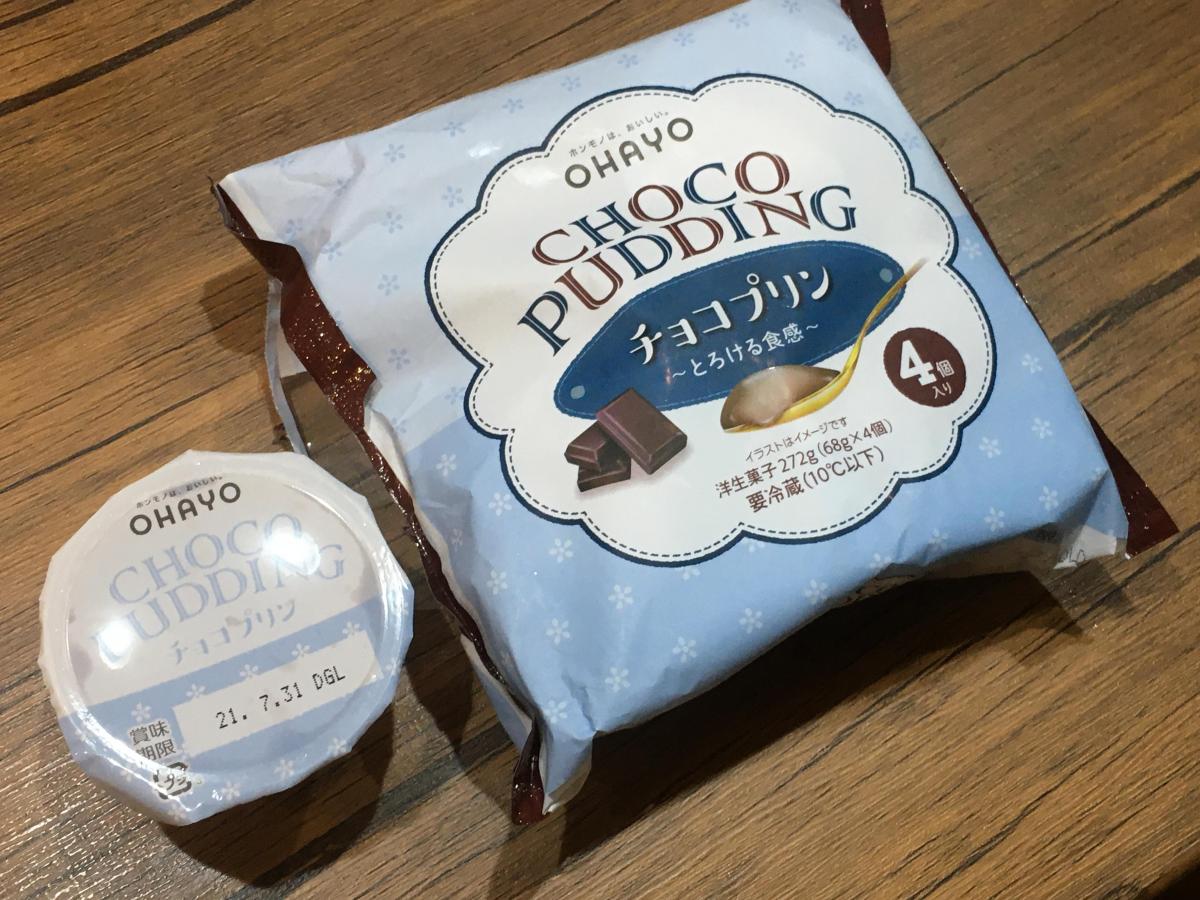 ホンモノは、おいしい。
OHAYO
CHOCO
PUDDING
チョコプリン
～とろける食感～
4個
入り
イラストはイメージです
洋生菓子 272g (68g×4個)
要冷蔵(10℃以下)
ホンモノは、おいしい。
OHAYO
CHOCO
PUDDING
チョコプリン
21. 7.31 DGL
賞味
期限
プラ